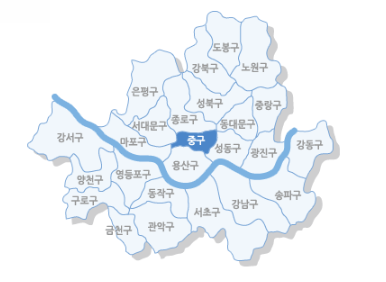 도봉구
강북구
노원구
은평구
성북구
중랑구
종로구
동대문구
서대문구
강서구
마포구
중구
성동구
광진구
강동구
용산구
양천구
영등포구
동작구
송파구
구로구
서초구
강남구
금천구
관악구